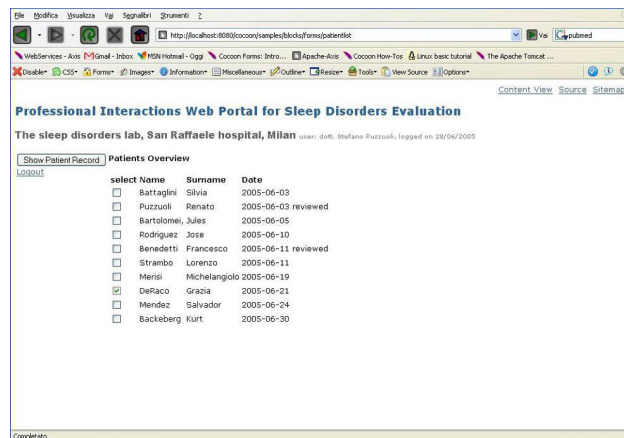 File Modifica Visualizza Vai Segnalibri Strumenti ?
http://localhost:8080/cocoon/samples/blocks/forms/patientlist Vai pubmed
WebServices - Axis Gmail - Inbox MSN Hotmail - Oggi Cocoon Forms: Intro... Apache-Axis Cocoon How-Tos Linux basic tutorial The Apache Tomcat ...
Disable CSS Forms Images Information Miscellaneous Outline Resize Tools View Source Options
Content View Source Sitemap
Professional Interactions Web Portal for Sleep Disorders Evaluation
The sleep disorders lab, San Raffaele hospital, Milan user: dott. Stefano Puzzuoli, logged on 28/06/2005
Show Patient Record Patients Overview
Logout
select Name Surname Date
Battaglini Silvia 2005-06-03
Puzzuoli Renato 2005-06-03 reviewed
Bartolomei, Jules 2005-06-05
Rodriguez Jose 2005-06-10
Benedetti Francesco 2005-06-11 reviewed
Strambo Lorenzo 2005-06-11
Merisi Michelangiolo 2005-06-19
DeRaco Grazia 2005-06-21
Mendez Salvador 2005-06-24
Backeberg Kurt 2005-06-30
Completato